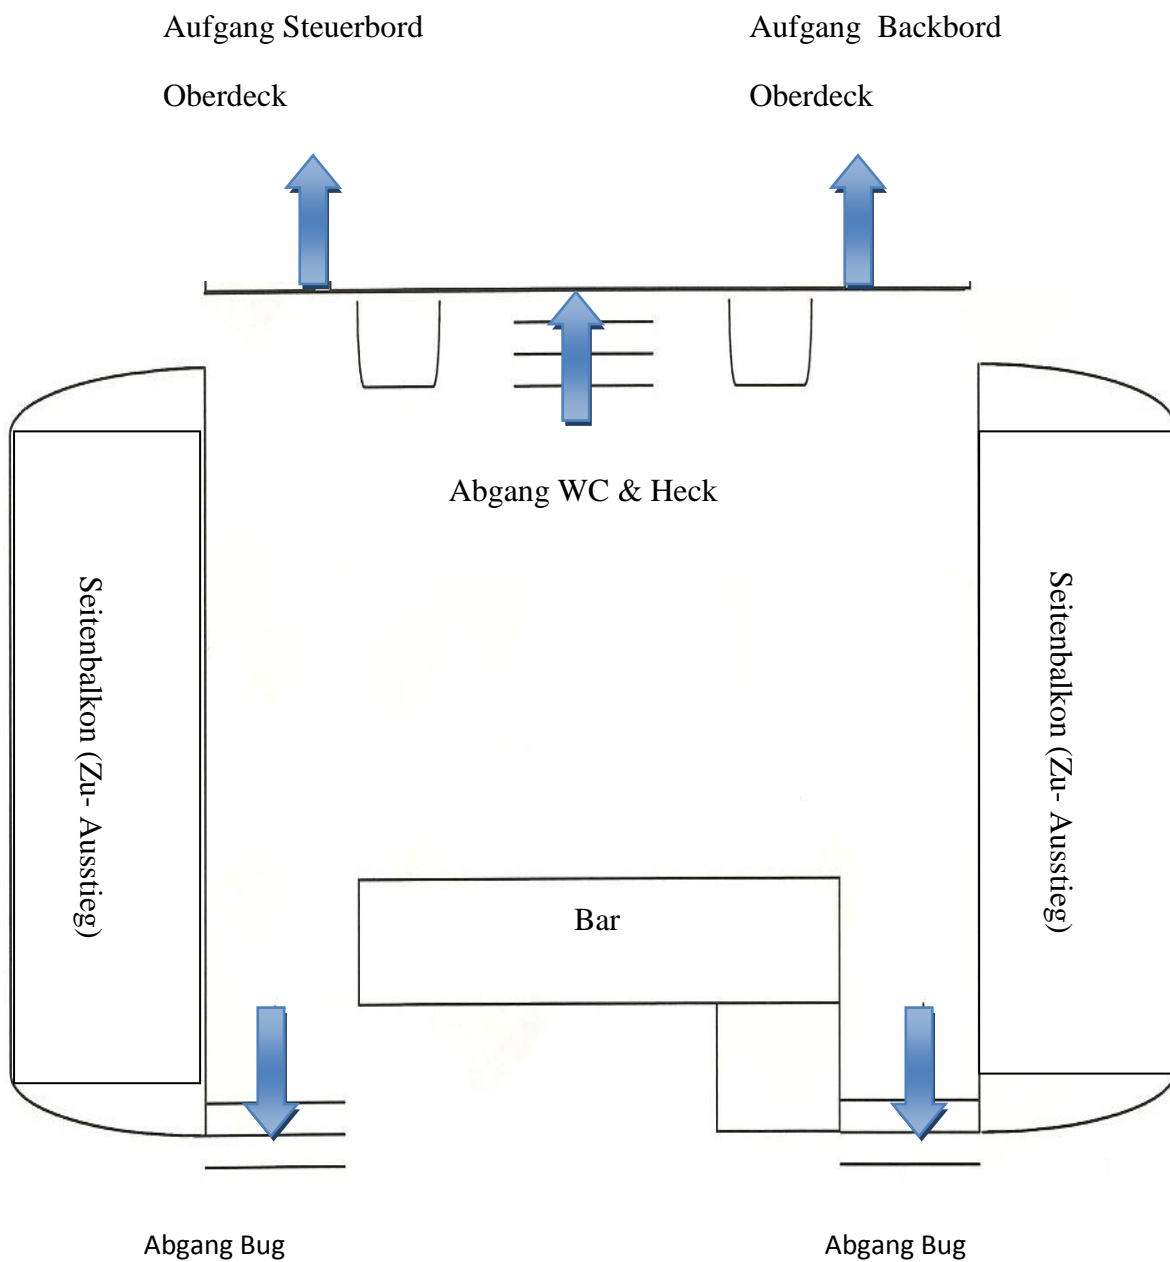 Aufgang Steuerbord
Oberdeck
Aufgang  Backbord
Oberdeck
Abgang WC & Heck
Seitenbalkon (Zu- Ausstieg)
Seitenbalkon (Zu- Ausstieg)
Bar
Abgang Bug
Abgang Bug